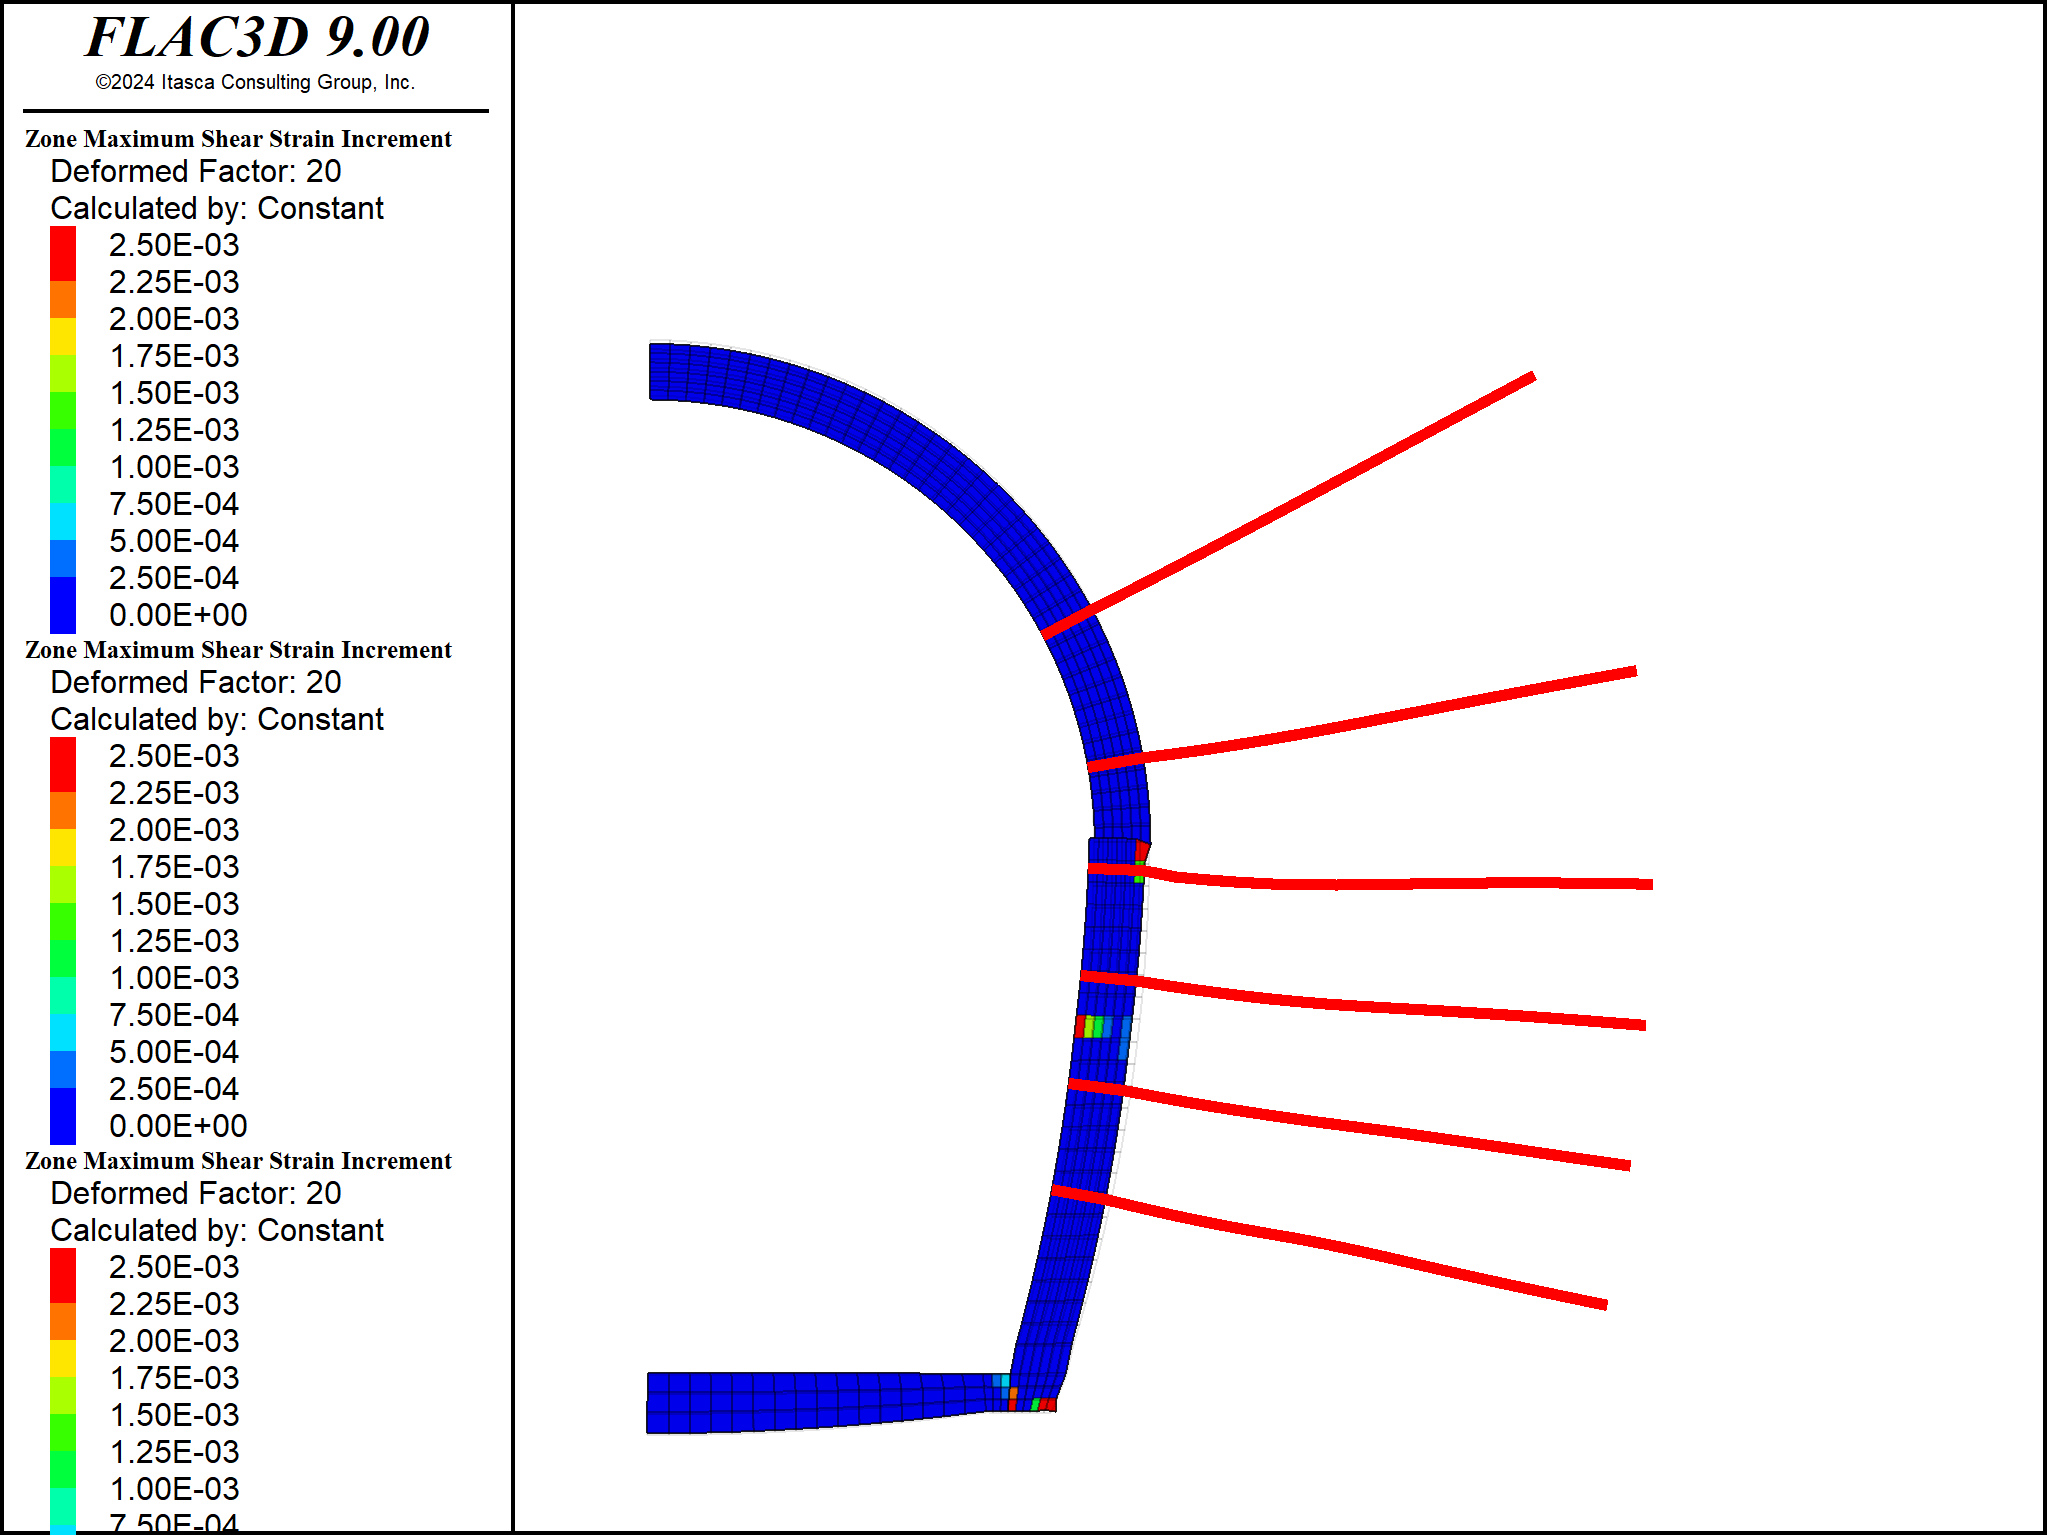 FLAC3D 9.00
©2024 Itasca Consulting Group, Inc.
Zone Maximum Shear Strain Increment
Deformed Factor: 20
Calculated by: Constant
2.50E-03
2.25E-03
2.00E-03
1.75E-03
1.50E-03
1.25E-03
1.00E-03
7.50E-04
5.00E-04
2.50E-04
0.00E+00
Zone Maximum Shear Strain Increment
Deformed Factor: 20
Calculated by: Constant
2.50E-03
2.25E-03
2.00E-03
1.75E-03
1.50E-03
1.25E-03
1.00E-03
7.50E-04
5.00E-04
2.50E-04
0.00E+00
Zone Maximum Shear Strain Increment
Deformed Factor: 20
Calculated by: Constant
2.50E-03
2.25E-03
2.00E-03
1.75E-03
1.50E-03
1.25E-03
1.00E-03
7.50E-04